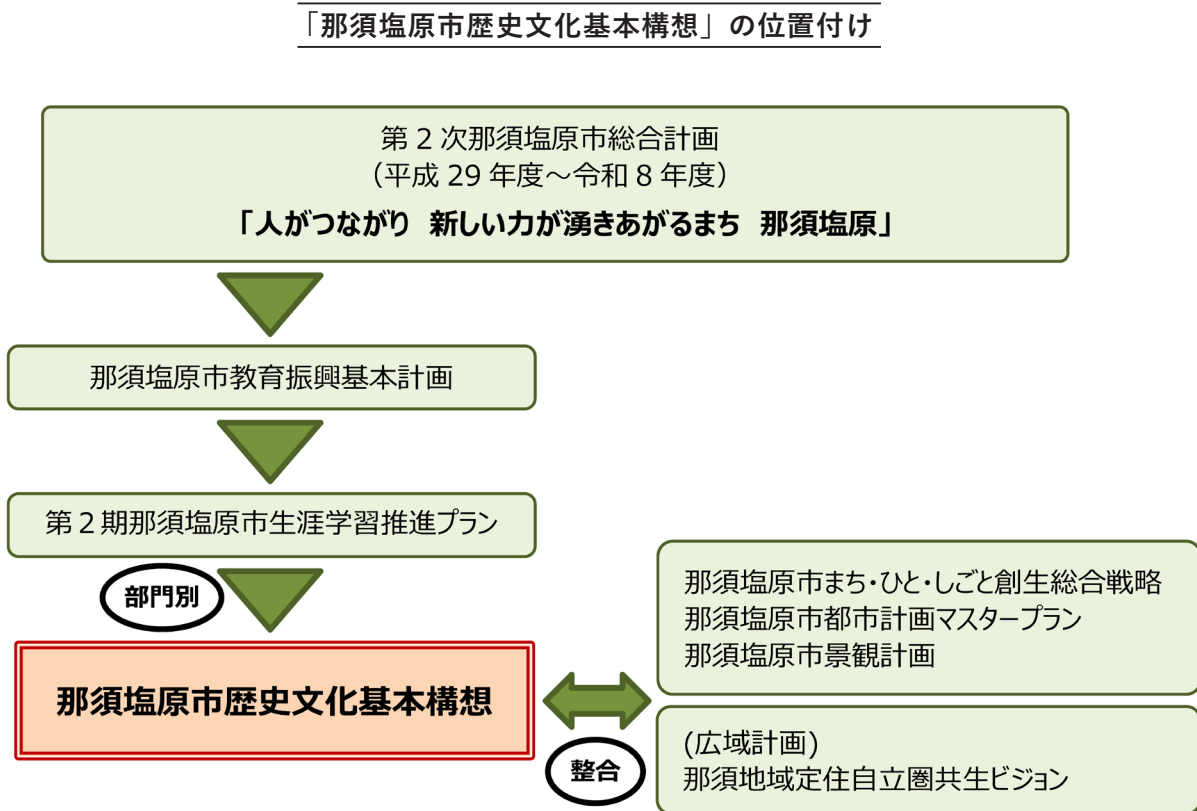 「那須塩原市歴史文化基本構想」の位置付け
第2次那須塩原市総合計画
（平成 29 年度～令和 8 年度）
「人がつながり 新しい力が湧きあがるまち 那須塩原」
那須塩原市教育振興基本計画
第2期那須塩原市生涯学習推進プラン
部門別
那須塩原市歴史文化基本構想
整合
那須塩原市まち・ひと・しごと創生総合戦略
那須塩原市都市計画マスタープラン
那須塩原市景観計画
(広域計画)
那須地域定住自立圏共生ビジョン